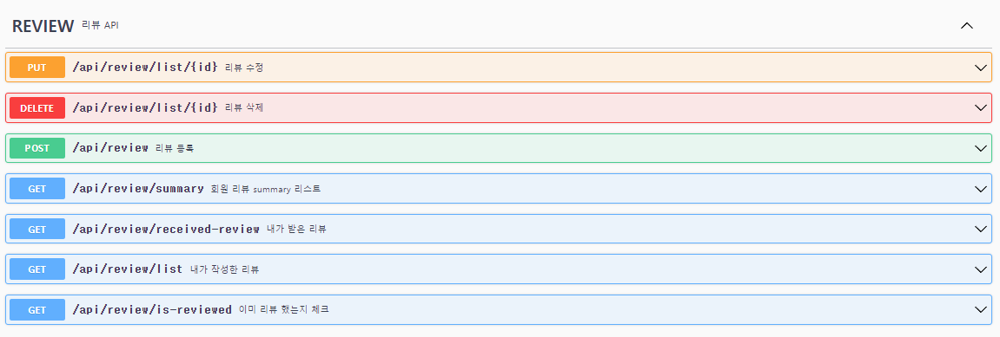 REVIEW 리뷰 API
PUT /api/review/list/{id} 리뷰 수정
DELETE /api/review/list/{id} 리뷰 삭제
POST /api/review 리뷰 등록
GET /api/review/summary 회원 리뷰 summary 리스트
GET /api/review/received-review 내가 받은 리뷰
GET /api/review/list 내가 작성한 리뷰
GET /api/review/is-reviewed 이미 리뷰 했는지 체크